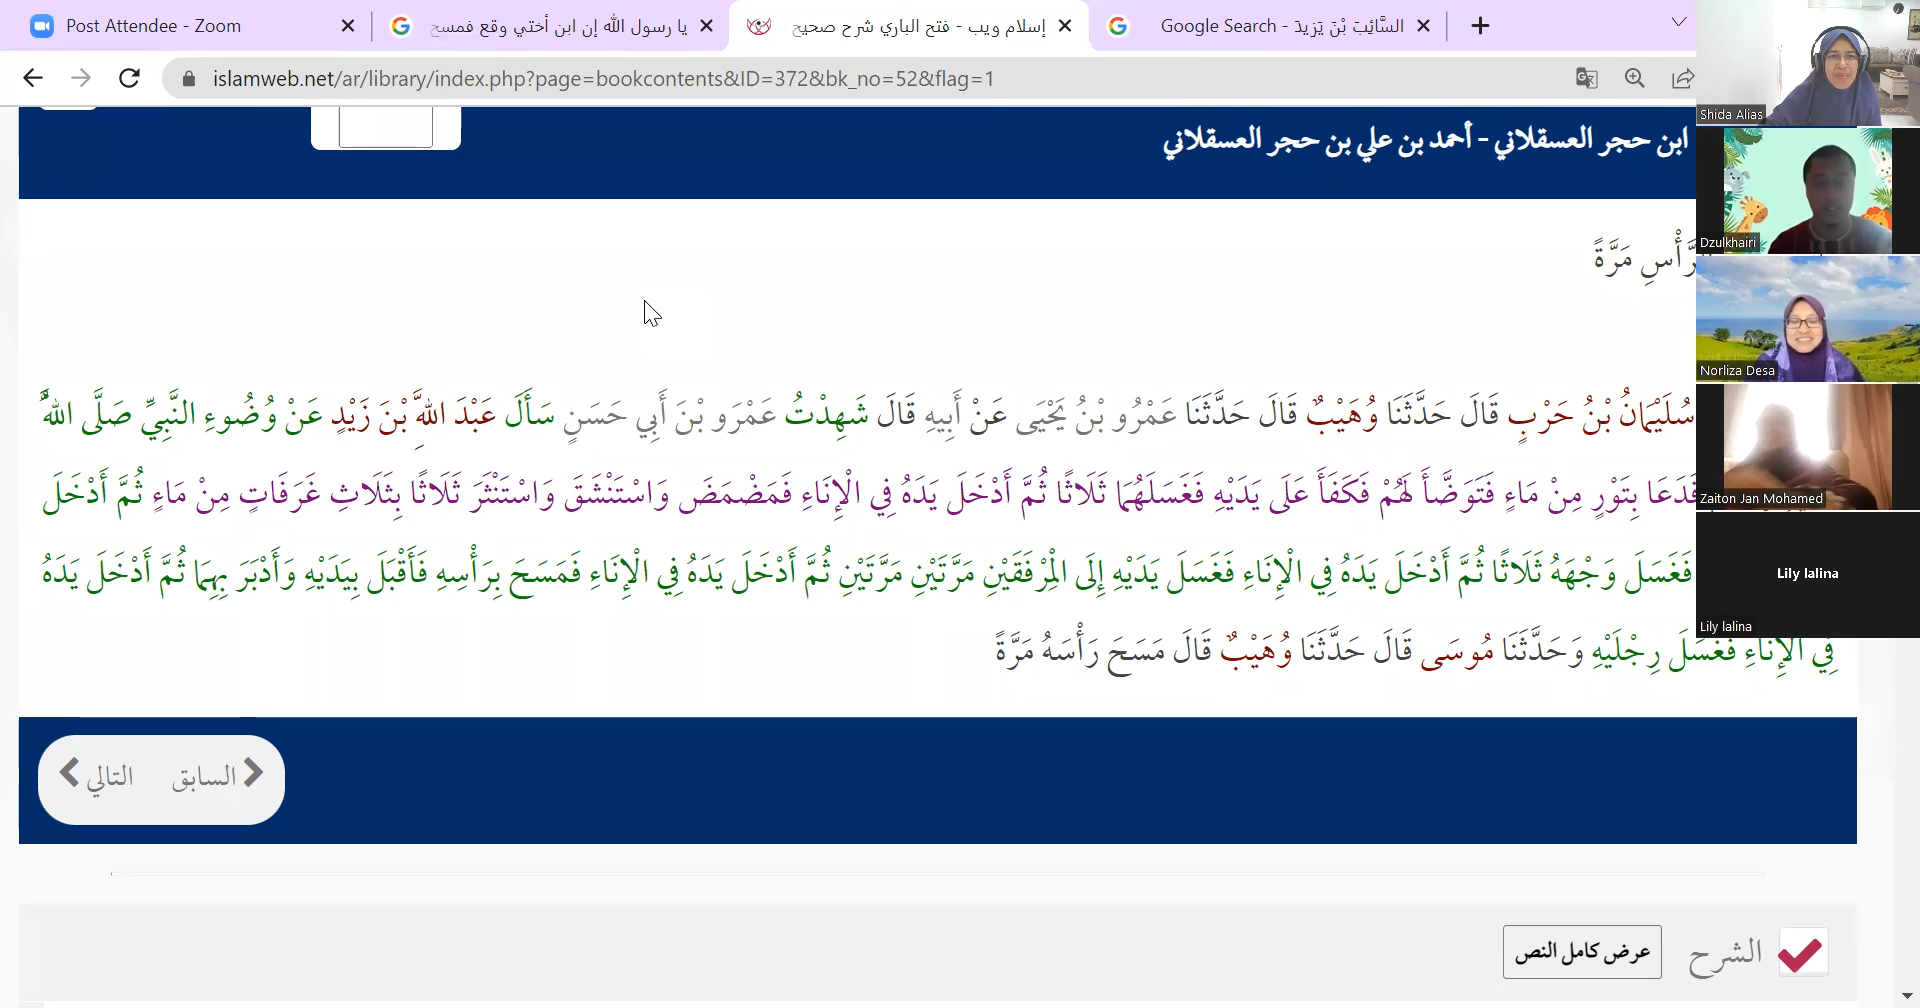 Post Attendee - Zoom
يا رسول الله إن ابن أختي وقع فمسح
إسلام ويب - فتح الباري شرح صحيح
السَّائِبَ بْنَ يَزِيدَ - Google Search
islamweb.net/ar/library/index.php?page=bookcontents&ID=372&bk_no=52&flag=1
ابن حجر العسقلاني - أحمد بن علي بن حجر العسقلاني
مَرَّةً
سُلَيْمَانُ بْنُ حَرْبٍ قَالَ حَدَّثَنَا وُهَيْبٌ قَالَ حَدَّثَنَا عَمْرُو بْنُ يَحْيَى عَنْ أَبِيهِ قَالَ شَهِدْتُ عَمْرَو بْنَ أَبِي حَسَنٍ سَأَلَ عَبْدَ اللَّهِ بْنَ زَيْدٍ عَنْ وُضُوءِ النَّبِيِّ صَلَّى اللَّهُ
فَدَعَا بِتَوْرٍ مِنْ مَاءٍ فَتَوَضَّأَ لَهُمْ فَكَفَأَ عَلَى يَدَيْهِ فَغَسَلَهُمَا ثَلَاثًا ثُمَّ أَدْخَلَ يَدَهُ فِي الْإِنَاءِ فَمَضْمَضَ وَاسْتَنْشَقَ وَاسْتَنْثَرَ ثَلَاثًا بِثَلَاثِ غَرَفَاتٍ مِنْ مَاءٍ ثُمَّ أَدْخَلَ
فَغَسَلَ وَجْهَهُ ثَلَاثًا ثُمَّ أَدْخَلَ يَدَهُ فِي الْإِنَاءِ فَغَسَلَ يَدَيْهِ إِلَى الْمِرْفَقَيْنِ مَرَّتَيْنِ مَرَّتَيْنِ ثُمَّ أَدْخَلَ يَدَهُ فِي الْإِنَاءِ فَمَسَحَ بِرَأْسِهِ فَأَقْبَلَ بِيَدَيْهِ وَأَدْبَرَ بِهِمَا ثُمَّ أَدْخَلَ يَدَهُ
فِي الْإِنَاءِ فَغَسَلَ رِجْلَيْهِ وَحَدَّثَنَا مُوسَى قَالَ حَدَّثَنَا وُهَيْبٌ قَالَ مَسَحَ رَأْسَهُ مَرَّةً
السابق
التالي
الشرح
عرض كامل النص
Shida Alias
Dzulkhairi
Norliza Desa
Zaiton Jan Mohamed
Lily lalina
Lily lalina